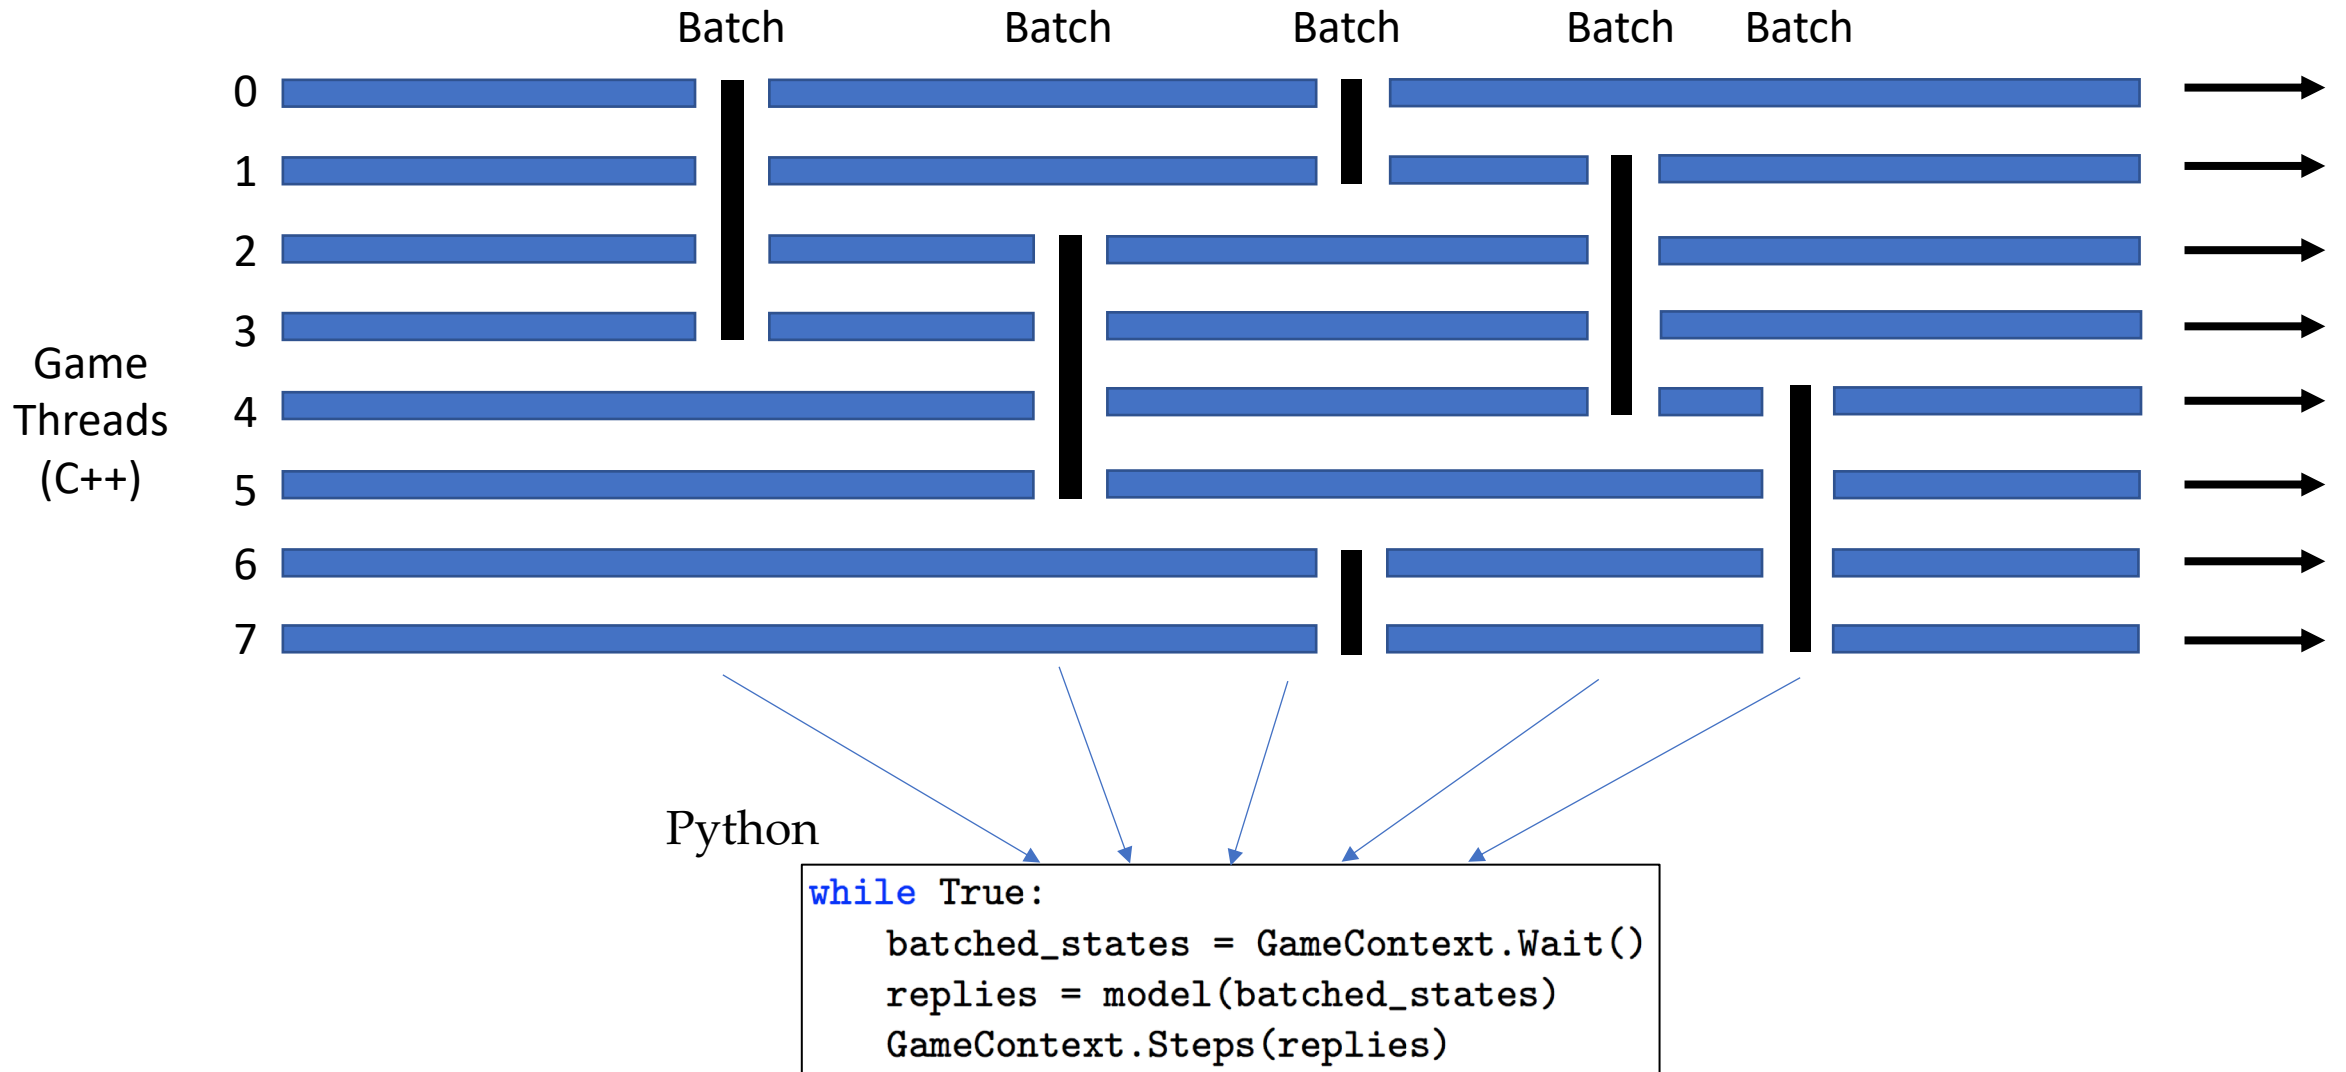 Batch Batch Batch Batch Batch
0
1
2
3
4
5
6
7
Game
Threads
(C++)
Python
while True:
    batched_states = GameContext.Wait()
    replies = model(batched_states)
    GameContext.Steps(replies)